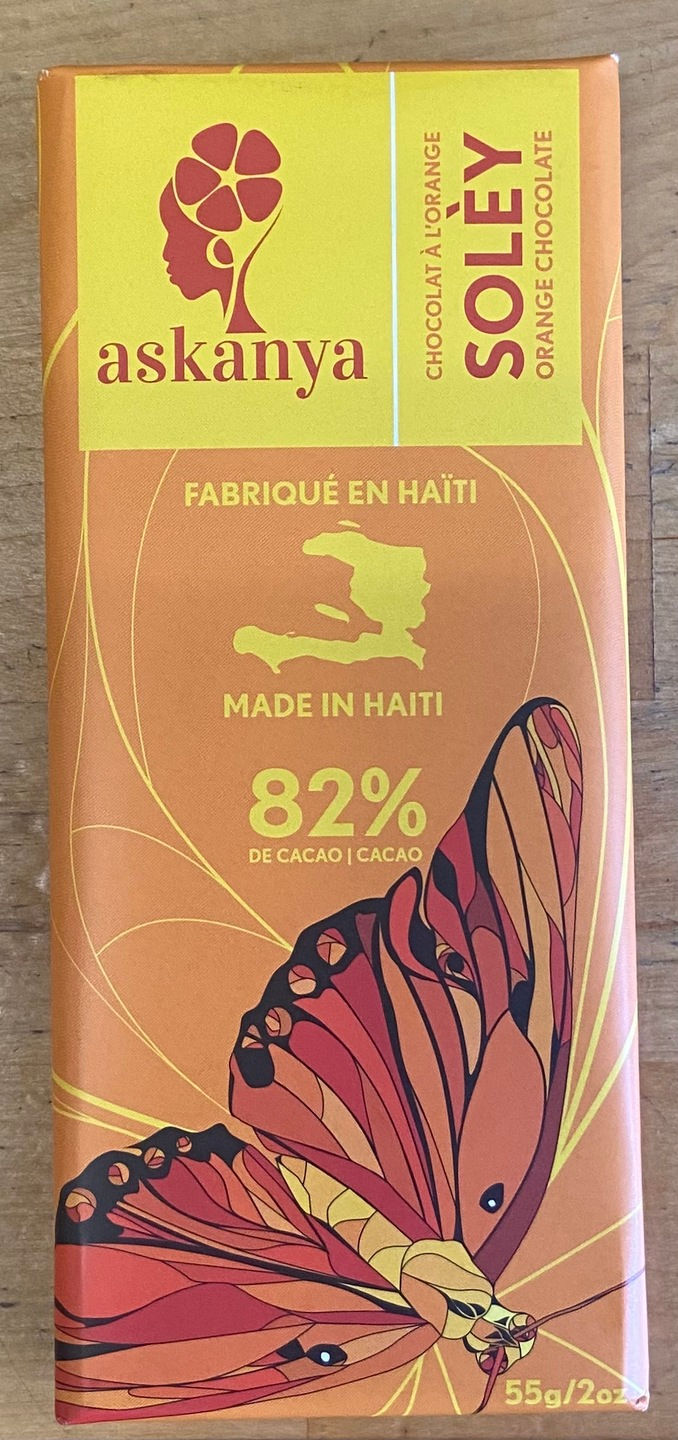 askanya
CHOCOLAT À L'ORANGE
SOLÈY
ORANGE CHOCOLATE
FABRIQUÉ EN HAÏTI
MADE IN HAITI
82%
DE CACAO | CACAO
55g/2oz